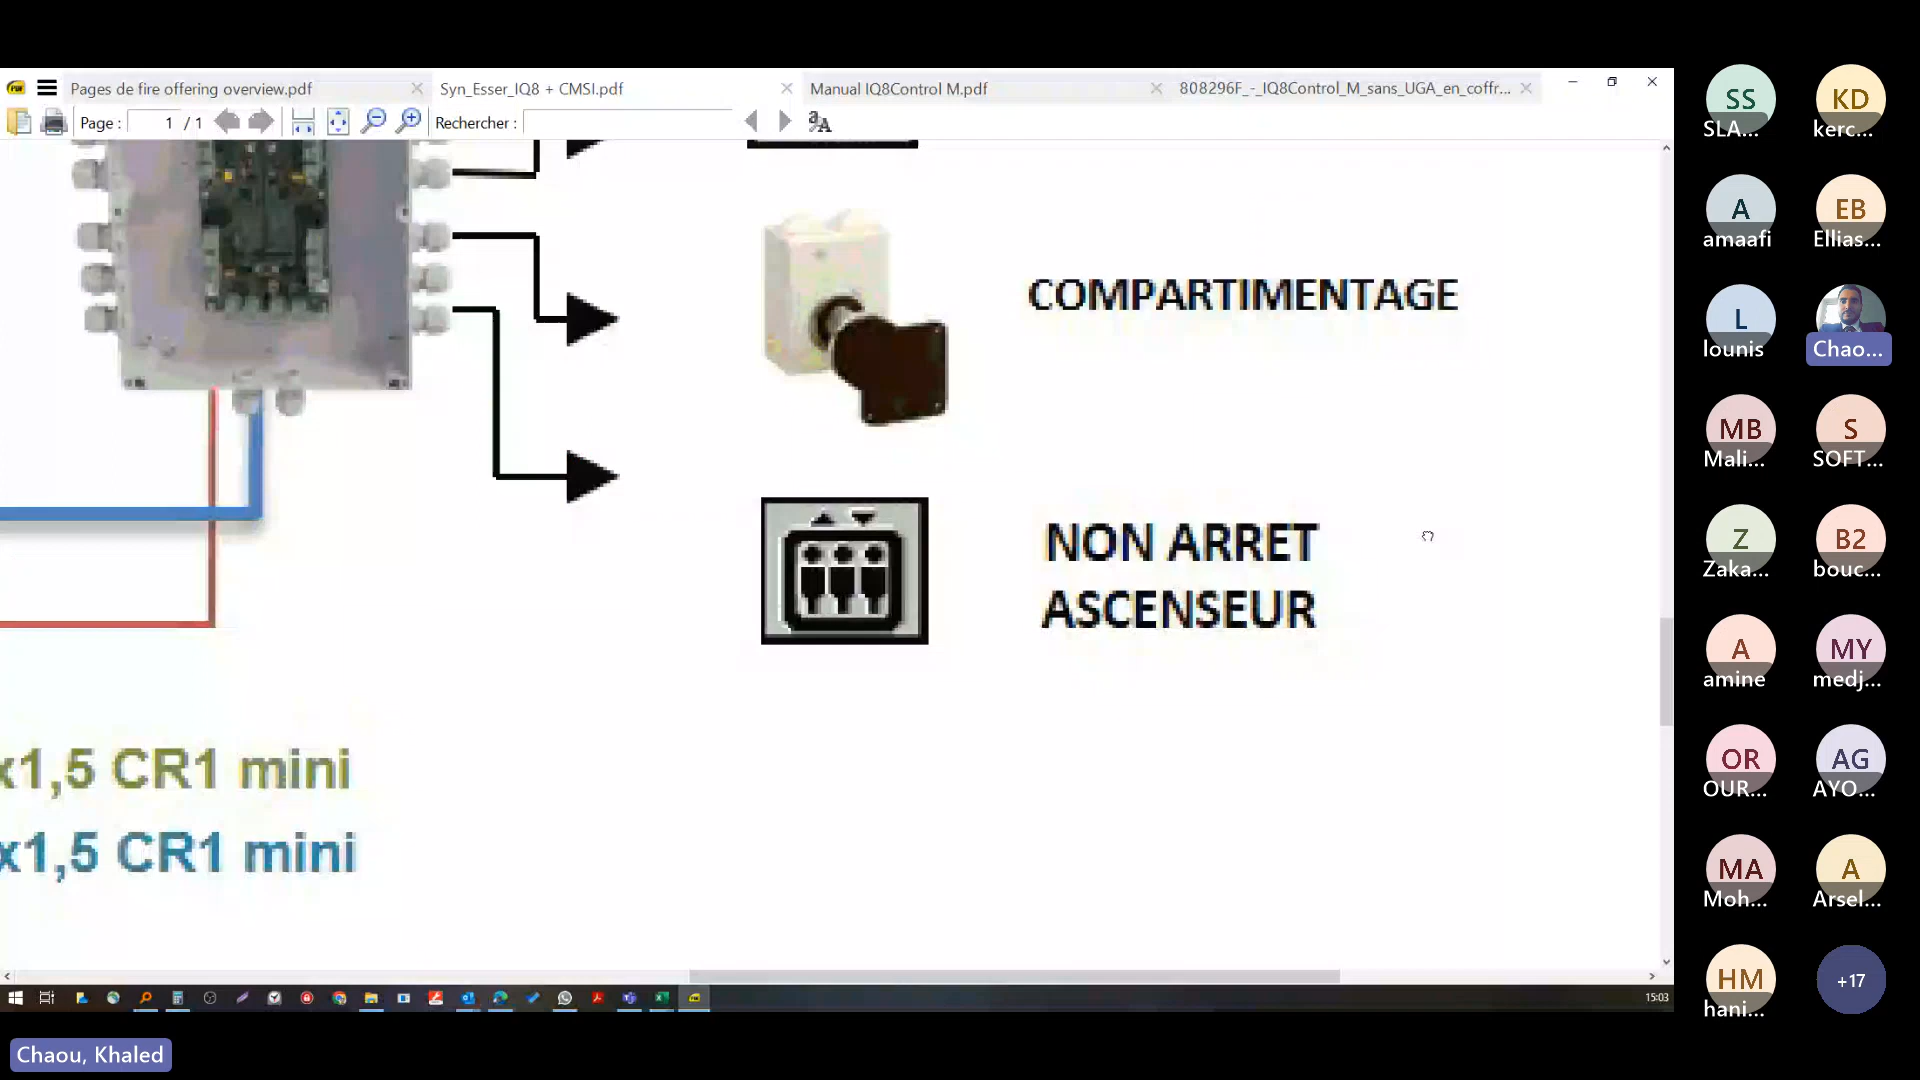 Pages de fire offering overview.pdf
Syn_Esser_IQ8 + CMSI.pdf
Manual IQ8Control M.pdf
808296F_-_IQ8Control_M_sans_UGA_en_coffr...
Page : 1 / 1
Rechercher :
COMPARTIMENTAGE
NON ARRET
ASCENSEUR
x1,5 CR1 mini
x1,5 CR1 mini
15:03
Chaou, Khaled
SS
SLA...
KD
kerc...
A
amaafi
EB
Ellias...
L
lounis
Chao...
MB
Mali...
S
SOFT...
Z
Zaka...
B2
bouc...
A
amine
MY
medj...
OR
OUR...
AG
AYO...
MA
Moh...
A
Arsel...
HM
hani...
+17